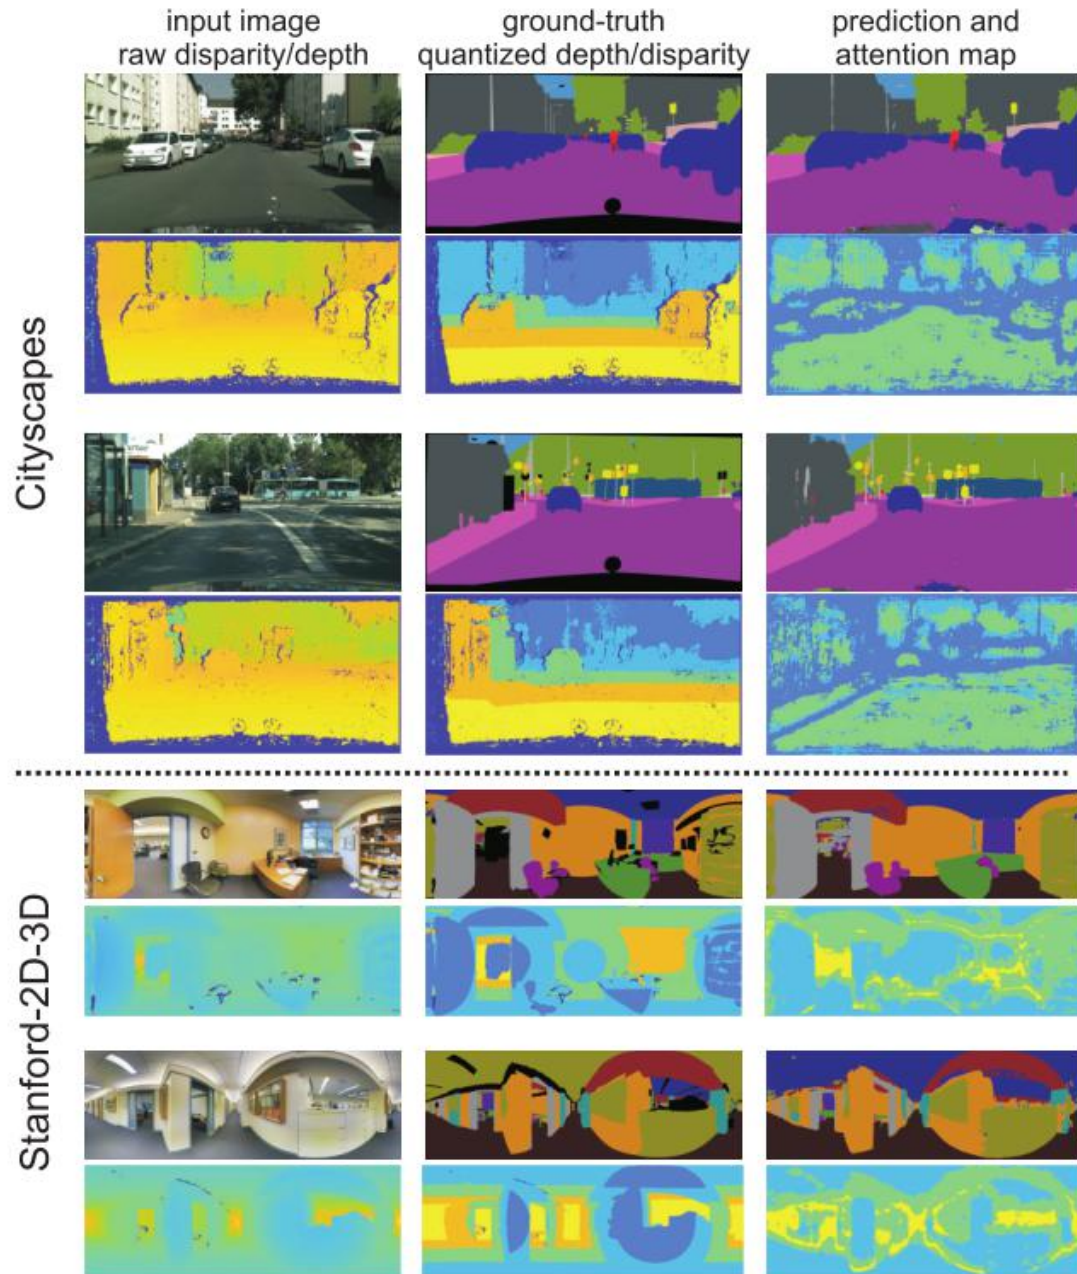 input image
raw disparity/depth
ground-truth
quantized depth/disparity
prediction and
attention map
Cityscapes
Stanford-2D-3D